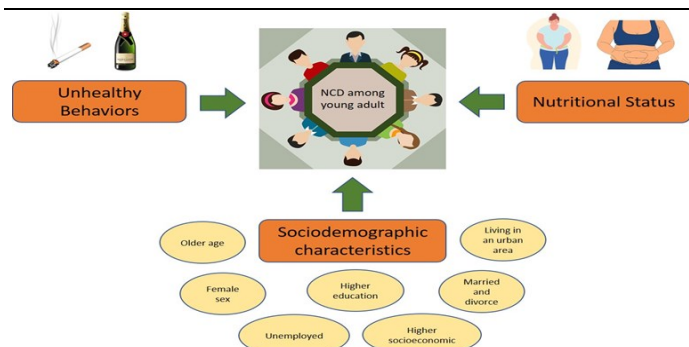 Unhealthy
Behaviors
NCD among
young adult
Nutritional Status
Sociodemographic
characteristics
Older age
Living in
an urban
area
Female
sex
Higher
education
Married
and
divorce
Unemployed
Higher
socioeconomic